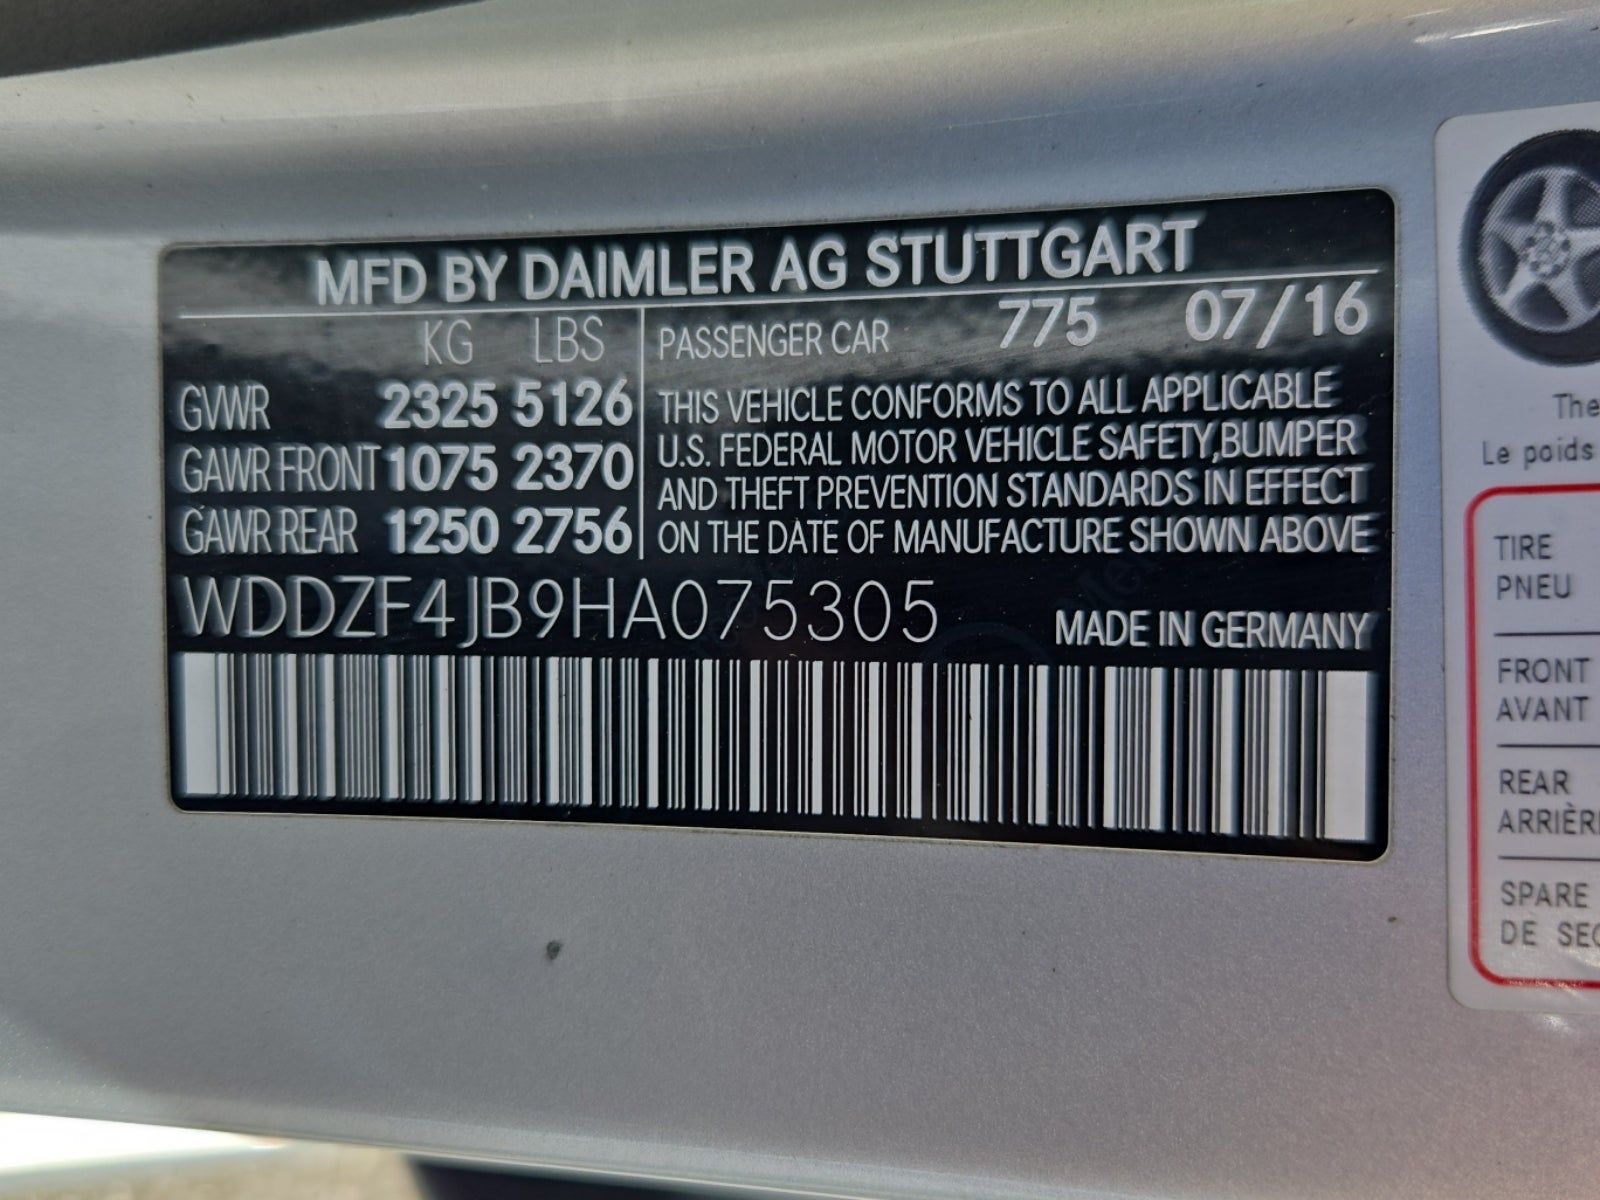 MFD BY DAIMLER AG STUTTGART
KG LBS
GVWR 2325 5126
GAWR FRONT 1075 2370
GAWR REAR 1250 2756
PASSENGER CAR 775 07/16
THIS VEHICLE CONFORMS TO ALL APPLICABLE
U.S. FEDERAL MOTOR VEHICLE SAFETY,BUMPER
AND THEFT PREVENTION STANDARDS IN EFFECT
ON THE DATE OF MANUFACTURE SHOWN ABOVE
WDDZF4JB9HA075305
MADE IN GERMANY
The
Le poids
TIRE
PNEU
FRONT
AVANT
REAR
ARRIÈR
SPARE
DE SEC